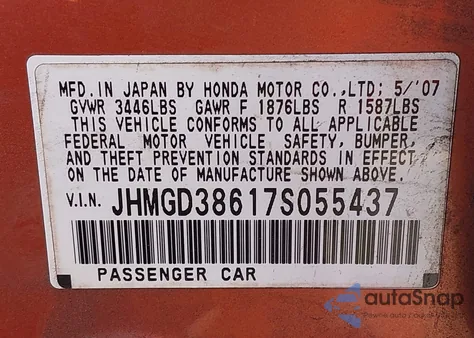 MFD. IN JAPAN BY HONDA MOTOR CO.,LTD; 5/'07
GVWR 3446LBS GAWR F 1876LBS R 1587LBS
THIS VEHICLE CONFORMS TO ALL APPLICABLE
FEDERAL MOTOR VEHICLE SAFETY, BUMPER,
AND THEFT PREVENTION STANDARDS IN EFFECT
ON THE DATE OF MANUFACTURE SHOWN ABOVE.
V.I.N. JHMGD38617S055437
PASSENGER CAR
autoSnap